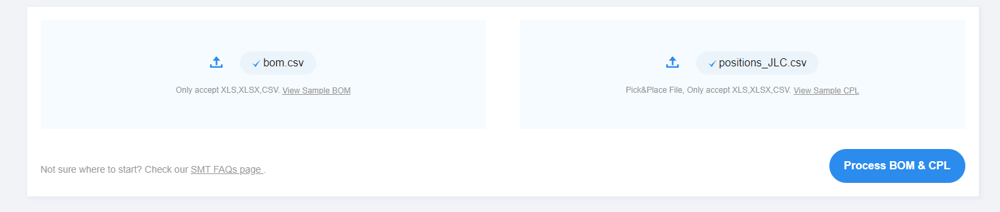 bom.csv
Only accept XLS,XLSX,CSV. View Sample BOM
positions_JLC.csv
Pick&Place File, Only accept XLS,XLSX,CSV. View Sample CPL
Not sure where to start? Check our SMT FAQs page .
Process BOM & CPL